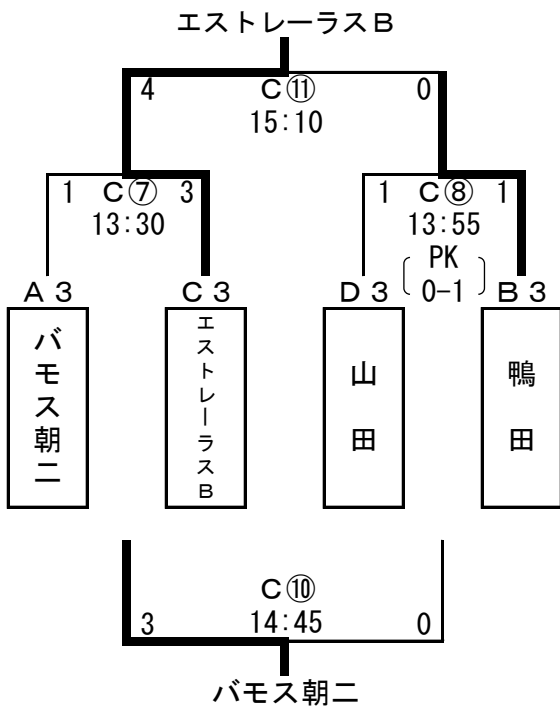 エストレーラスB
4 C⑪ 0
15:10
1 C⑦ 3
13:30
1 C⑧ 1
13:55
PK
0-1
A3 C3 D3 B3
バモス朝二
エストレーラスB
山田
鴨田
C⑩
3 14:45 0
バモス朝二